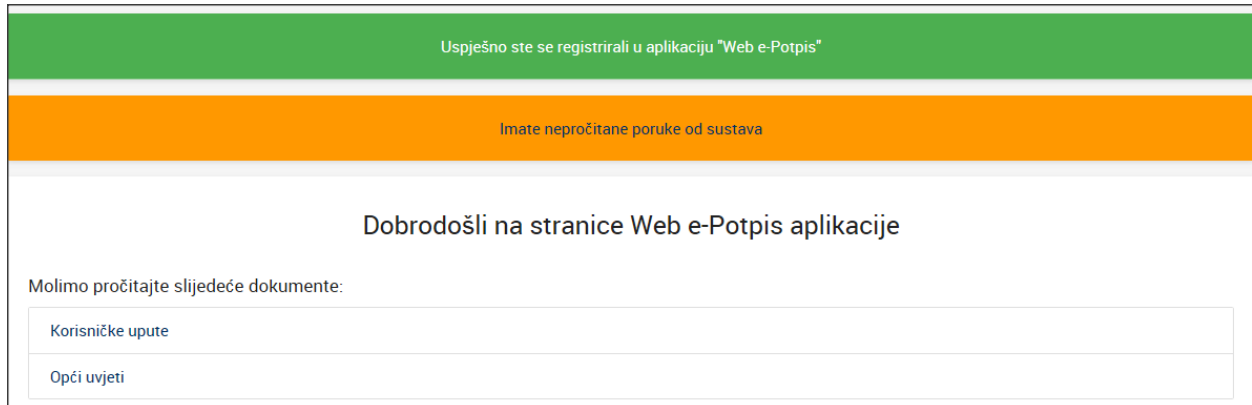 Uspješno ste se registrirali u aplikaciju "Web e-Potpis"
Imate nepročitane poruke od sustava
Dobrodošli na stranice Web e-Potpis aplikacije
Molimo pročitajte slijedeće dokumente:
Korisničke upute
Opći uvjeti